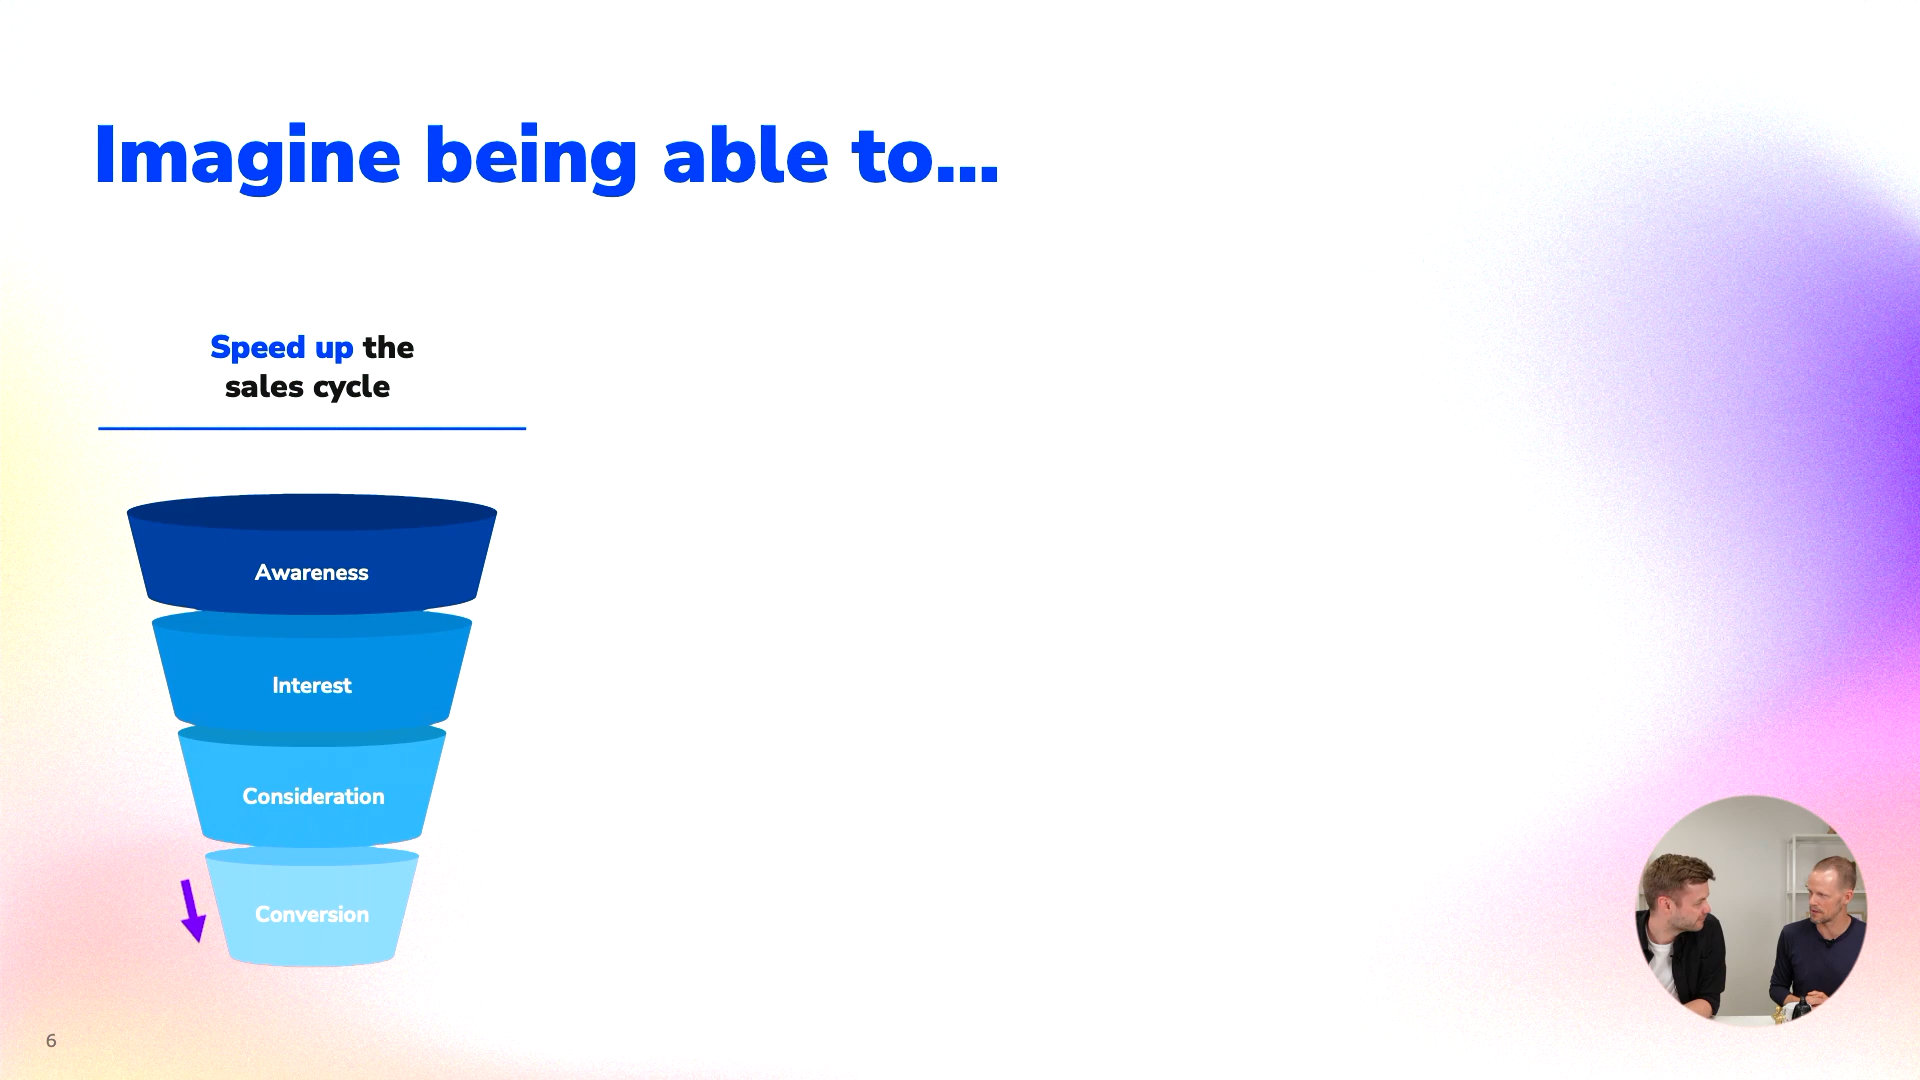 Imagine being able to...
Speed up the
sales cycle
Awareness
Interest
Consideration
Conversion
6